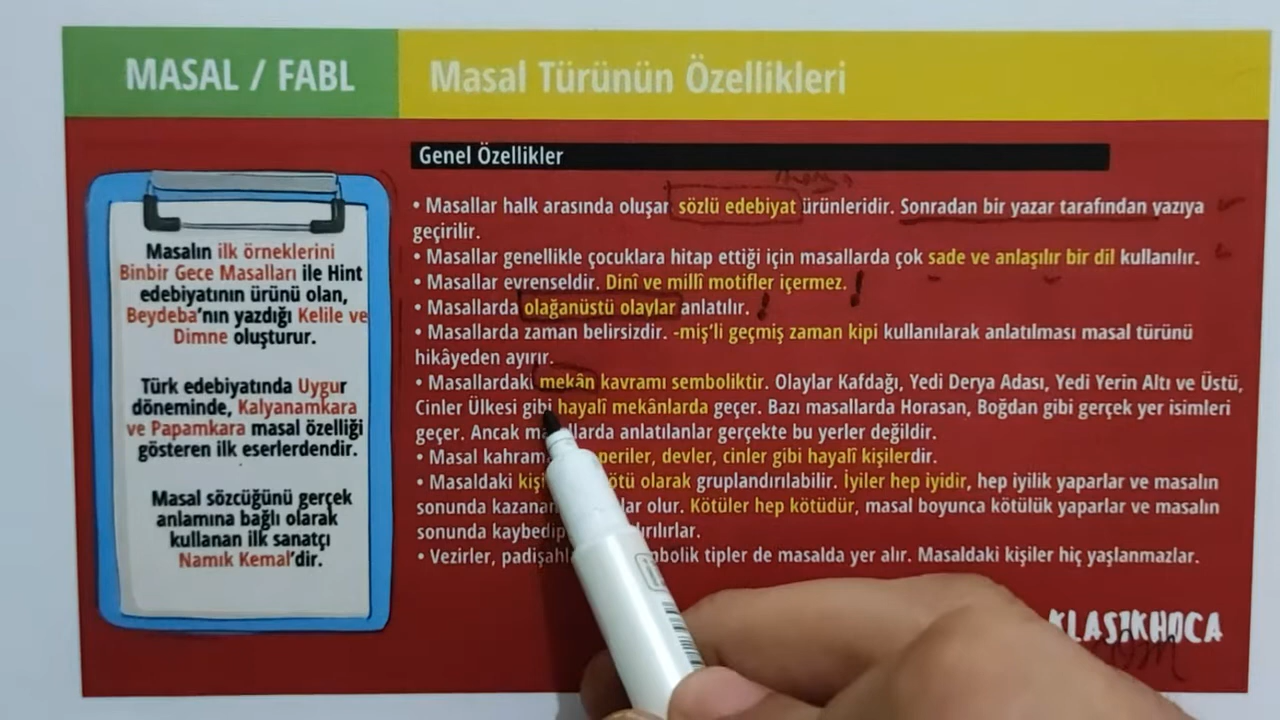 MASAL / FABL
Masal Türünün Özellikleri
Masalın ilk örneklerini
Binbir Gece Masalları ile Hint
edebiyatının ürünü olan,
Beydeba'nın yazdığı Kelile ve
Dimne oluşturur.
Türk edebiyatında Uygur
döneminde, Kalyanamkara
ve Papamkara masal özelliği
gösteren ilk eserlerdendir.
Masal sözcüğünü gerçek
anlamına bağlı olarak
kullanan ilk sanatçı
Namık Kemal'dir.
Genel Özellikler
• Masallar halk arasında oluşan sözlü edebiyat ürünleridir. Sonradan bir yazar tarafından yazıya
geçirilir.
• Masallar genellikle çocuklara hitap ettiği için masallarda çok sade ve anlaşılır bir dil kullanılır.
• Masallar evrenseldir. Dinî ve millî motifler içermez. !
• Masallarda olağanüstü olaylar anlatılır. !
• Masallarda zaman belirsizdir. -miş'li geçmiş zaman kipi kullanılarak anlatılması masal türünü
hikâyeden ayırır.
• Masallardaki mekân kavramı semboliktir. Olaylar Kafdağı, Yedi Derya Adası, Yedi Yerin Altı ve Üstü,
Cinler Ülkesi gibi hayalî mekânlarda geçer. Bazı masallarda Horasan, Boğdan gibi gerçek yer isimleri
geçer. Ancak anlatılanlar gerçekte bu yerler değildir.
• Masal periler, devler, cinler gibi hayalî kişilerdir.
• Masaldaki olarak gruplandırılabilir. İyiler hep iyidir, hep iyilik yaparlar ve masalın
sonunda olur. Kötüler hep kötüdür, masal boyunca kötülük yaparlar ve masalın
sonunda
• Vezirler, tipler de masalda yer alır. Masaldaki kişiler hiç yaşlanmazlar.
KLASİKHOCA